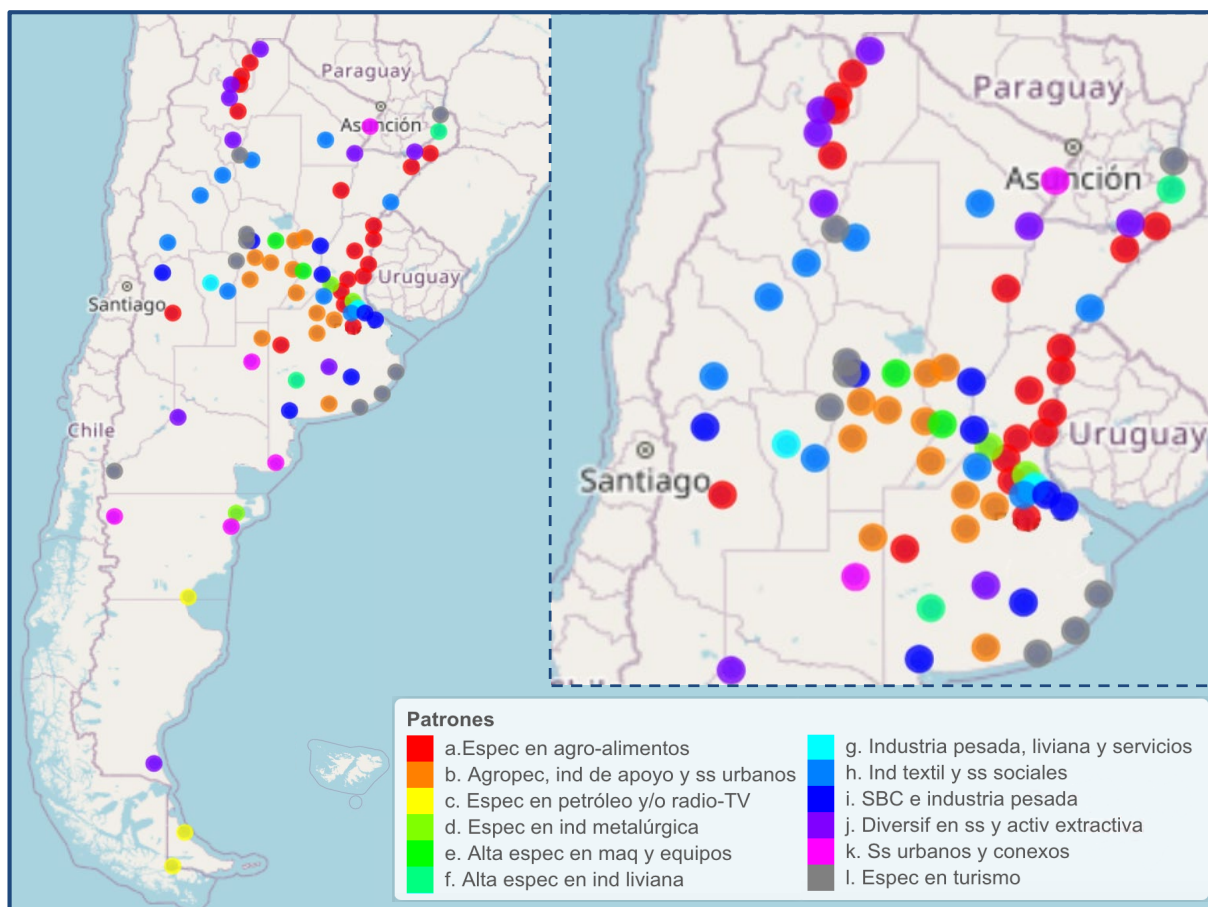 Paraguay
Asunción
Uruguay
Santiago
Chile
Paraguay
Asunción
Uruguay
Santiago
Patrones
a.Espec en agro-alimentos
b. Agropec, ind de apoyo y ss urbanos
c. Espec en petróleo y/o radio-TV
d. Espec en ind metalúrgica
e. Alta espec en maq y equipos
f. Alta espec en ind liviana
g. Industria pesada, liviana y servicios
h. Ind textil y ss sociales
i. SBC e industria pesada
j. Diversif en ss y activ extractiva
k. Ss urbanos y conexos
l. Espec en turismo